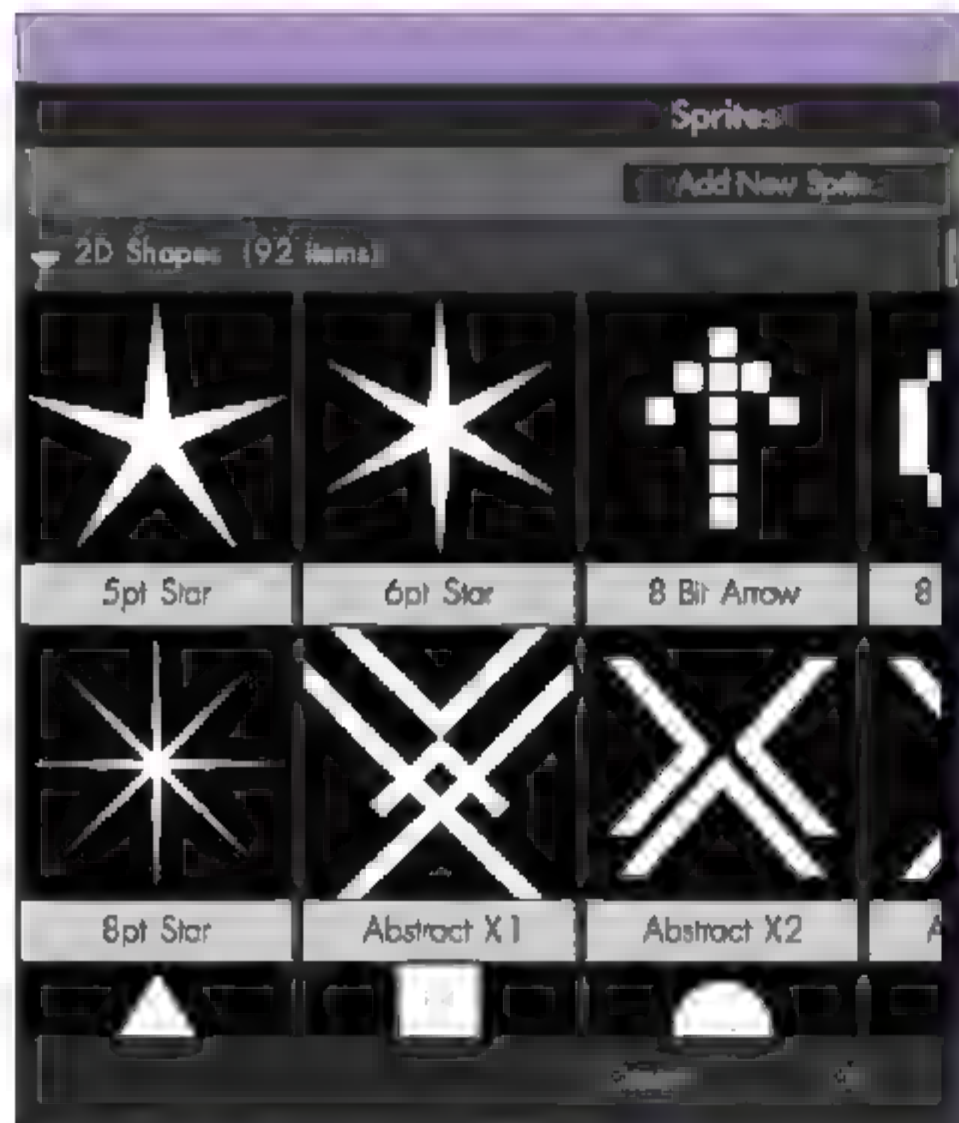 Sprites
Add New Sprite
2D Shapes (92 items)
5pt Star 6pt Star 8 Bit Arrow 8
8pt Star Abstract X1 Abstract X2 A